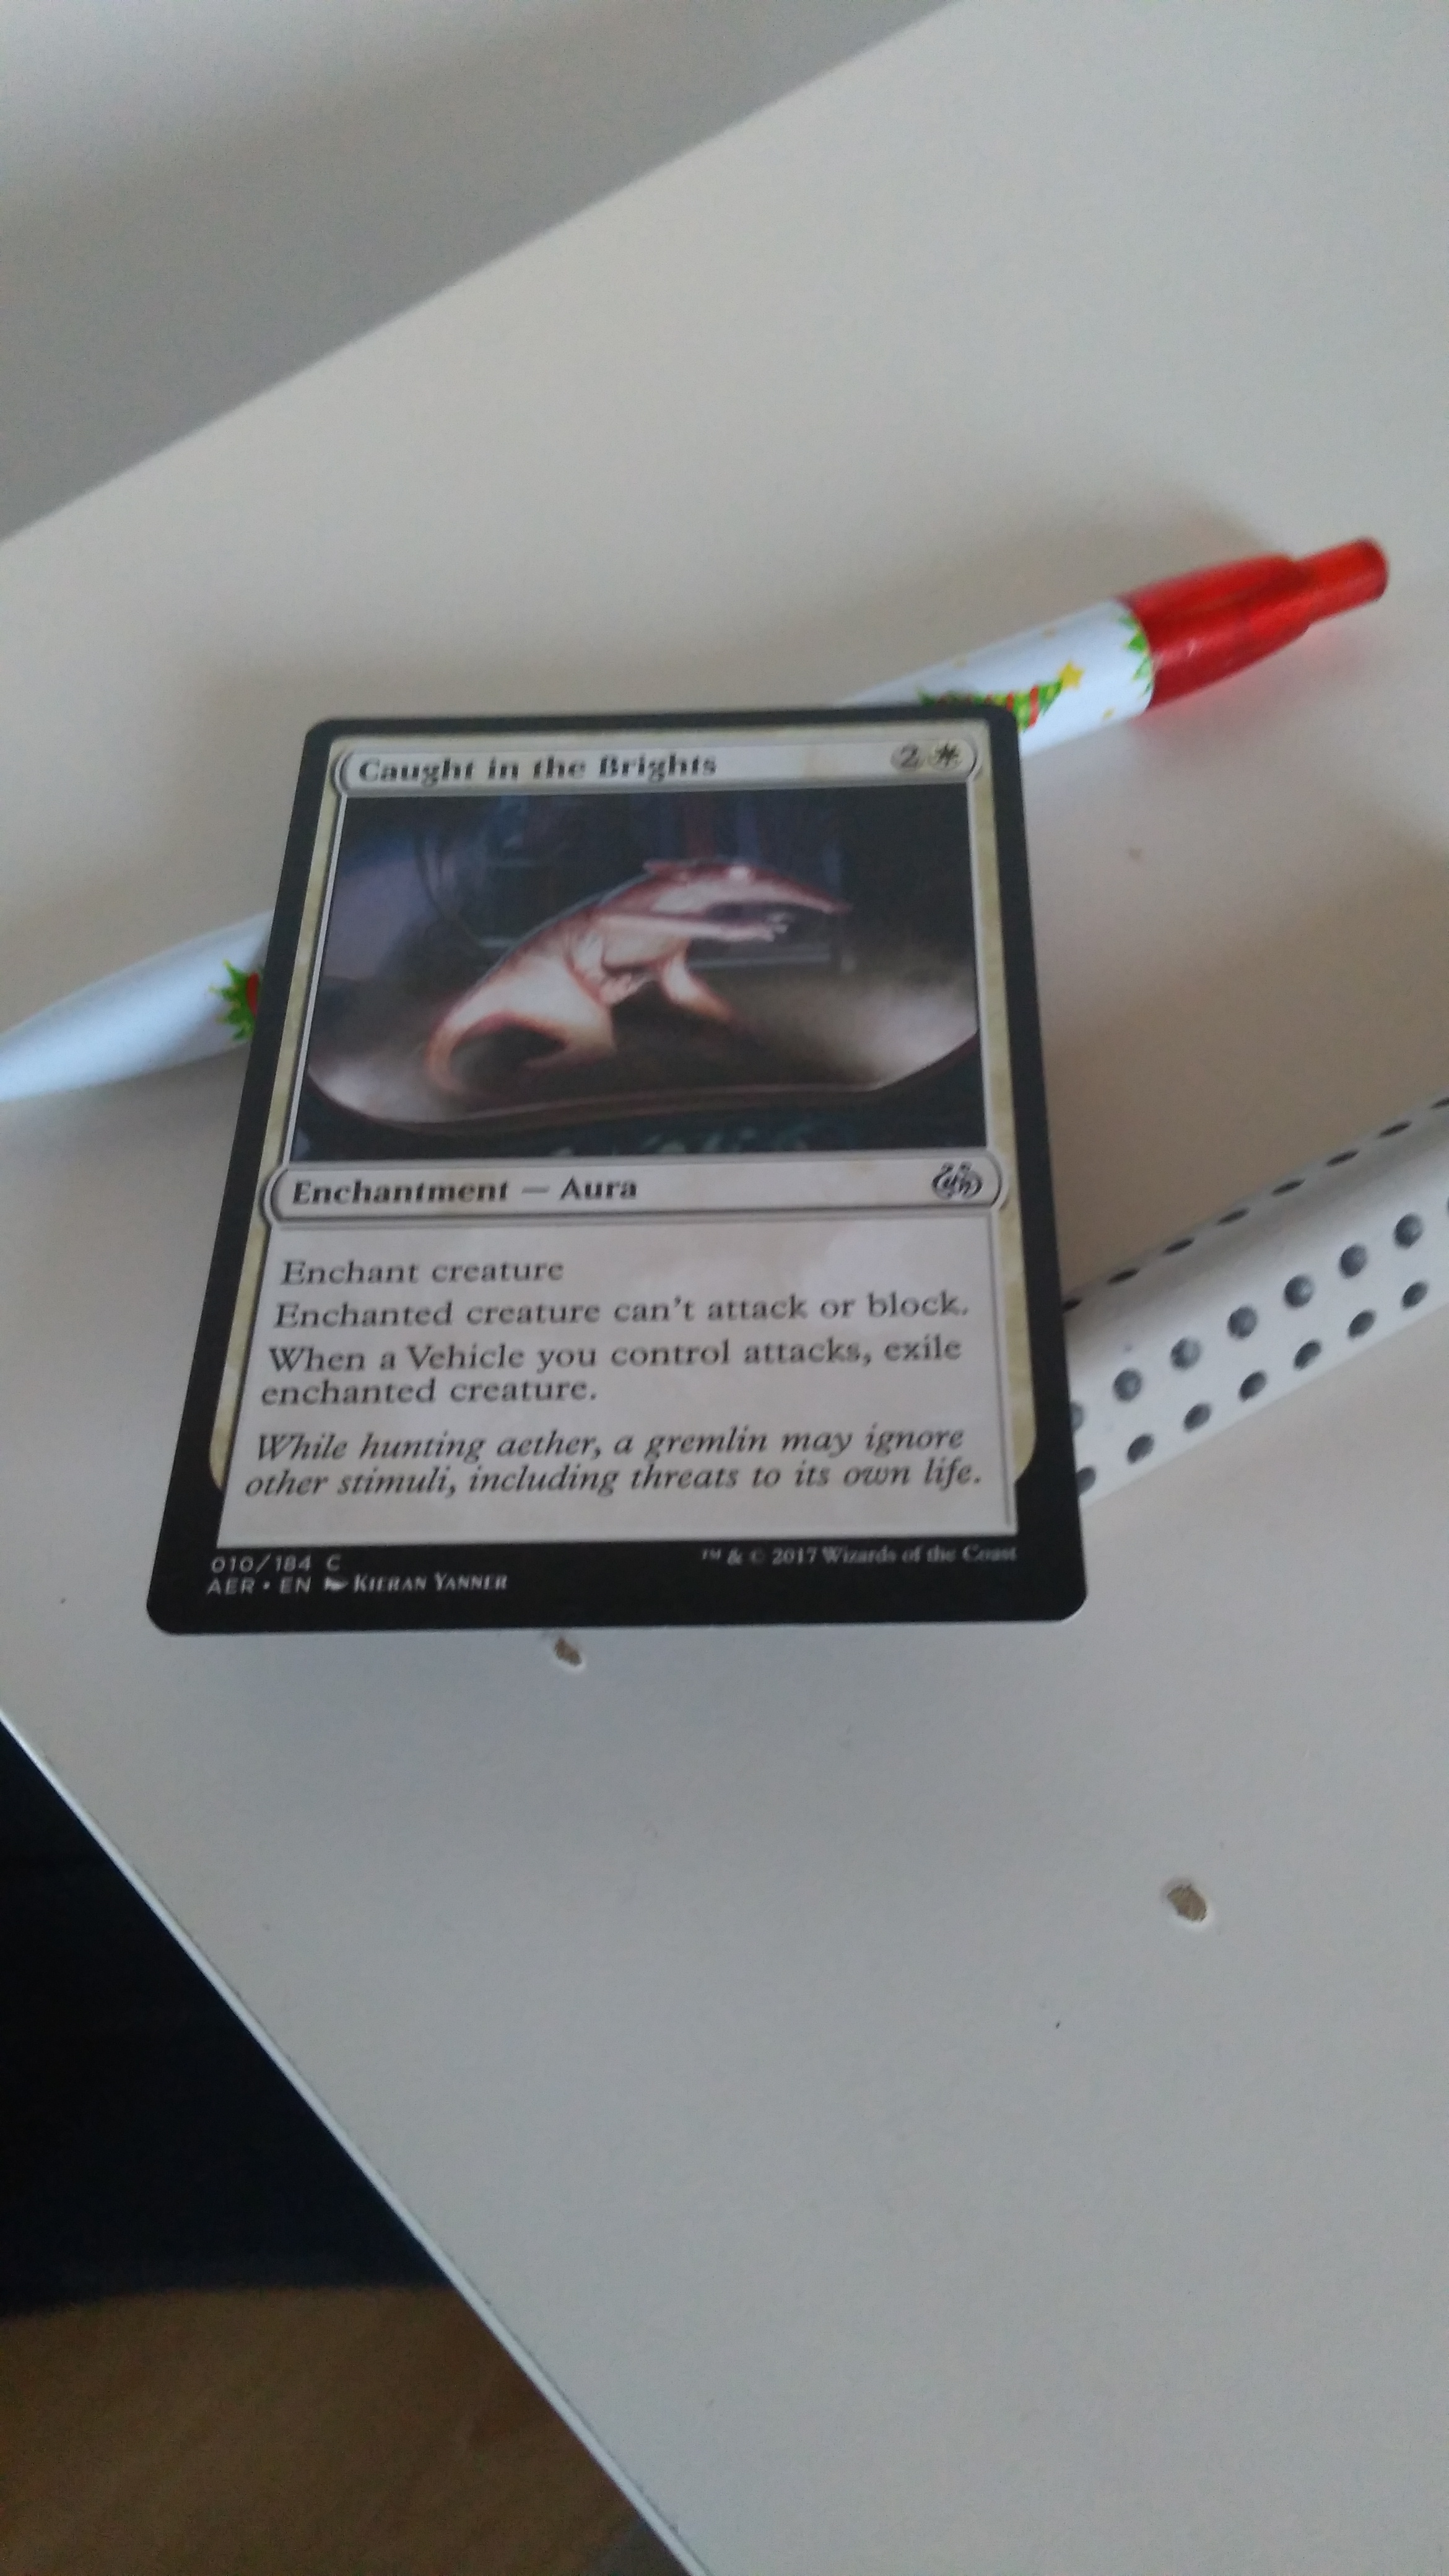 Caught in the Brights 2
Enchantment — Aura
Enchant creature
Enchanted creature can't attack or block.
When a Vehicle you control attacks, exile
enchanted creature.
While hunting aether, a gremlin may ignore
other stimuli, including threats to its own life.
010/184 C
™ & © 2017 Wizards of the Coast
AER • EN KIERAN YANNER